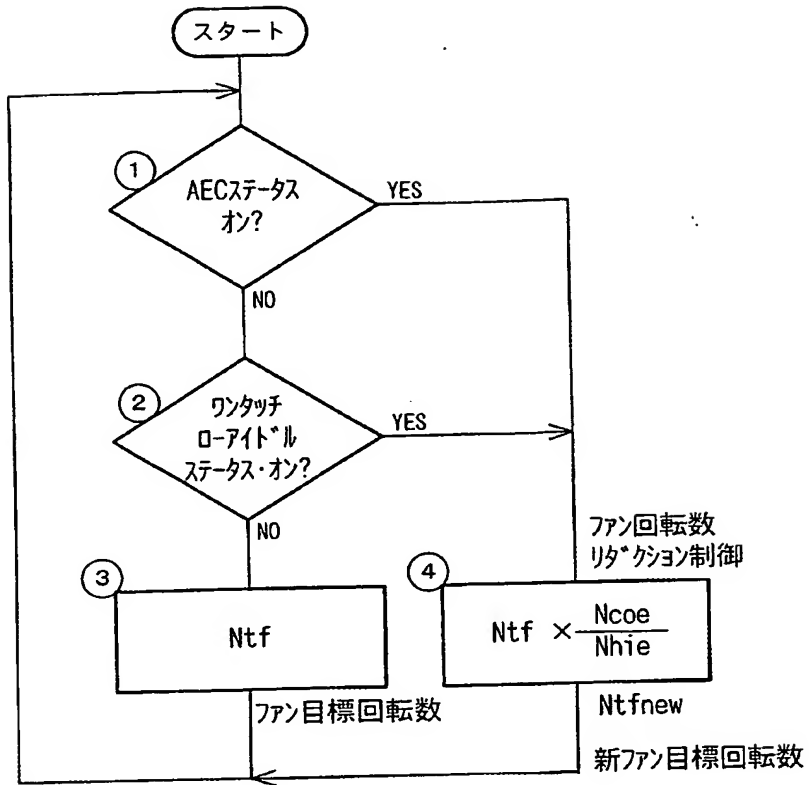 スタート
①
AECステータス
オン?
YES
NO
②
ワンタッチ
ローアイドル
ステータス・オン?
YES
NO
ファン回転数
リダクション制御
③
Ntf
ファン目標回転数
④
Ntf × Ncoe
Nhie
Ntfnew
新ファン目標回転数